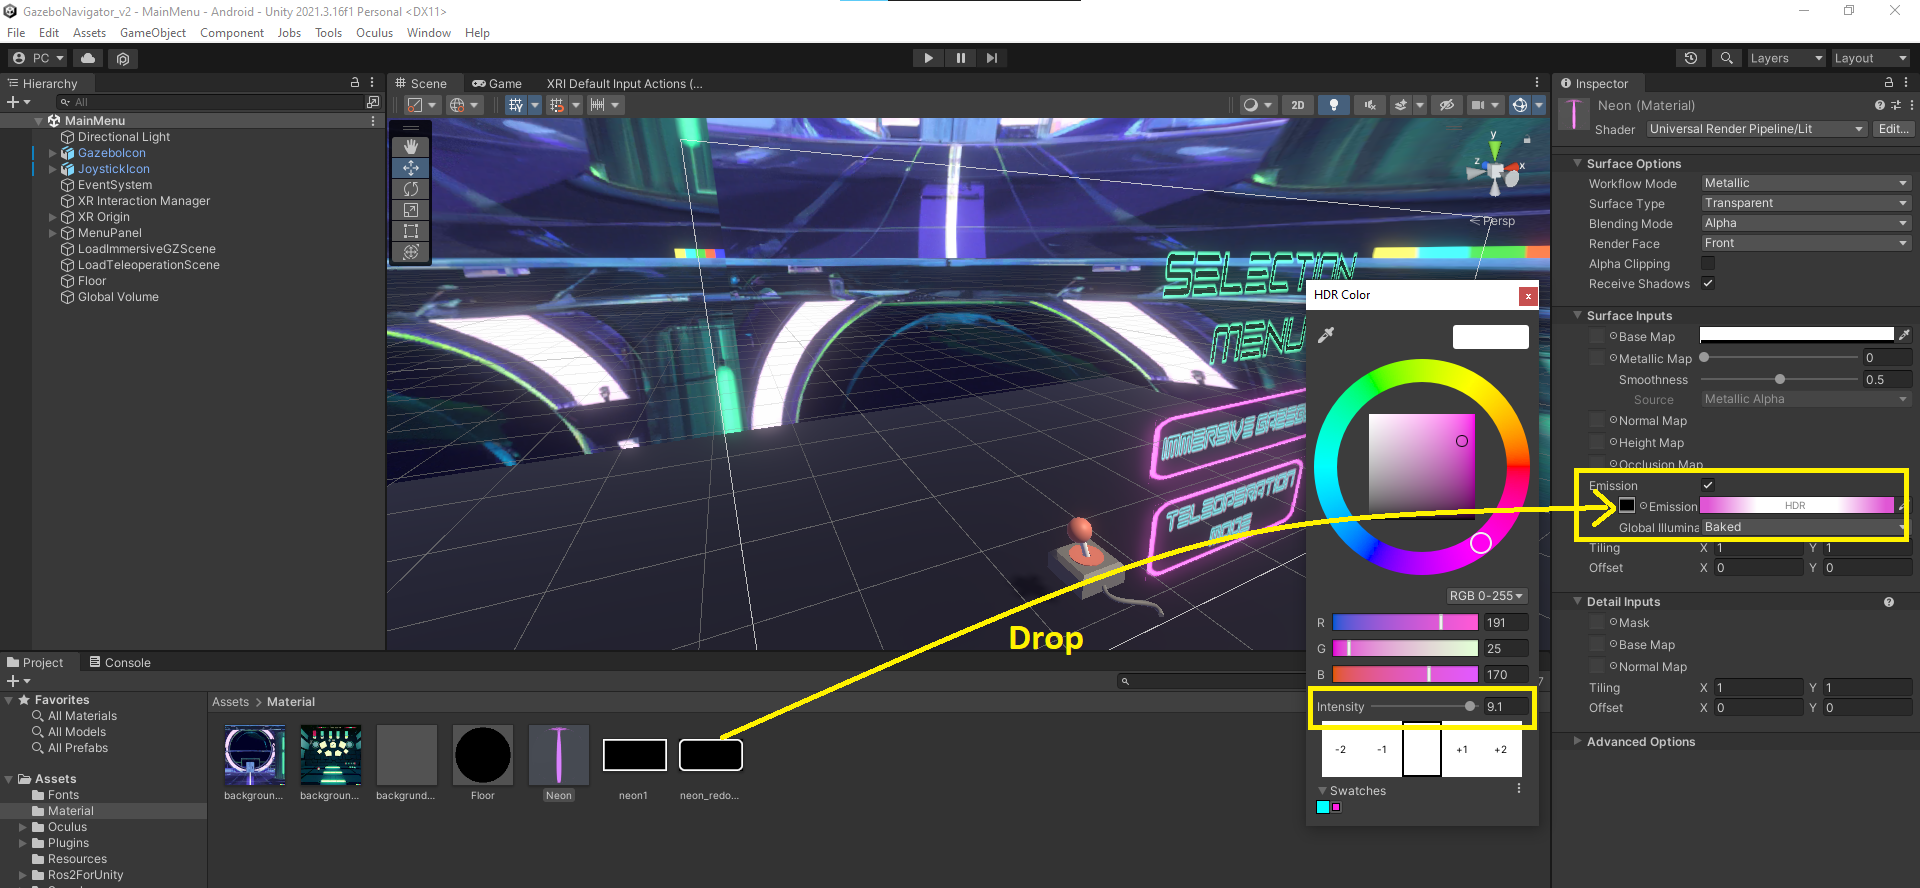 GazeboNavigator_v2 - MainMenu - Android - Unity 2021.3.16f1 Personal <DX11>
File Edit Assets GameObject Component Jobs Tools Oculus Window Help
PC
Layers Layout
Hierarchy
All
MainMenu
Directional Light
GazeboIcon
JoystickIcon
EventSystem
XR Interaction Manager
XR Origin
MenuPanel
LoadImmersiveGZScene
LoadTeleoperationScene
Floor
Global Volume
Scene Game XRI Default Input Actions (...
2D
y
z x
Persp
SELECTION
MENU
IMMERSIVE
TELEOPERATION
MODE
Drop
HDR Color
RGB 0-255
R 191
G 25
B 170
Intensity 9.1
-2 -1 +1 +2
Swatches
Inspector
Neon (Material)
Shader Universal Render Pipeline/Lit Edit...
Surface Options
Workflow Mode Metallic
Surface Type Transparent
Blending Mode Alpha
Render Face Front
Alpha Clipping
Receive Shadows
Surface Inputs
Base Map
Metallic Map 0
Smoothness 0.5
Source Metallic Alpha
Normal Map
Height Map
Occlusion Map
Emission
Emission HDR
Global Illumina Baked
Tiling X 1 Y 1
Offset X 0 Y 0
Detail Inputs
Mask
Base Map
Normal Map
Tiling X 1 Y 1
Offset X 0 Y 0
Advanced Options
Project Console
Favorites
All Materials
All Models
All Prefabs
Assets
Fonts
Material
Oculus
Plugins
Resources
Ros2ForUnity
Assets > Material
backgroun... backgroun... background... Floor Neon neon1 neon_redo...
7